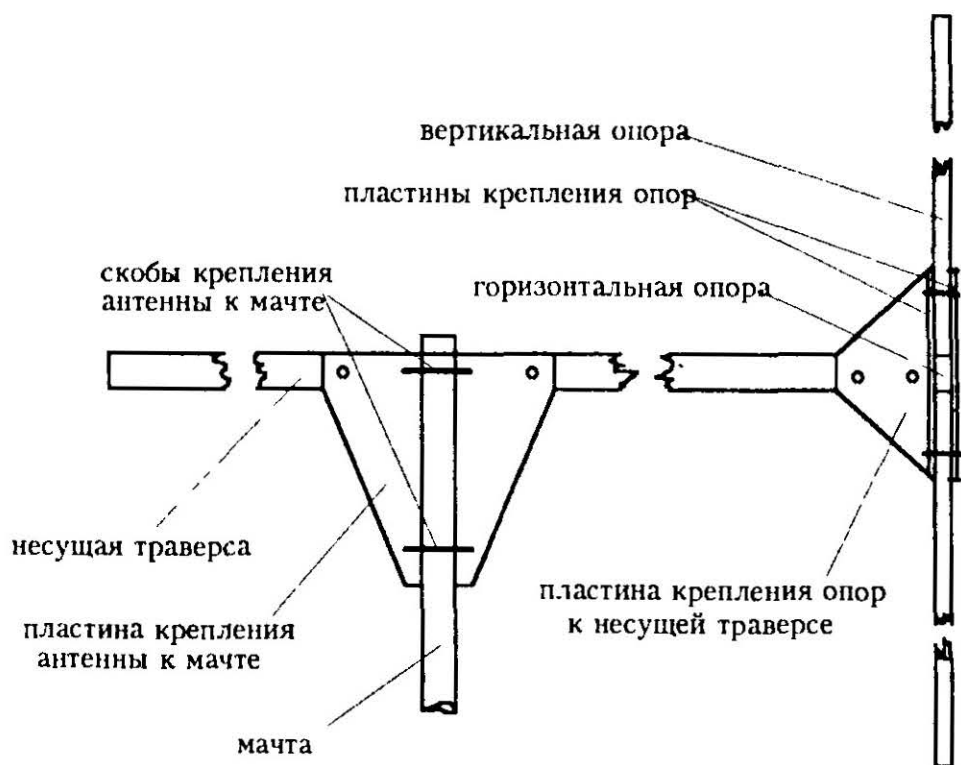 вертикальная опора
пластины крепления опор
скобы крепления
антенны к мачте
горизонтальная опора
несущая траверса
пластина крепления опор
к несущей траверсе
пластина крепления
антенны к мачте
мачта